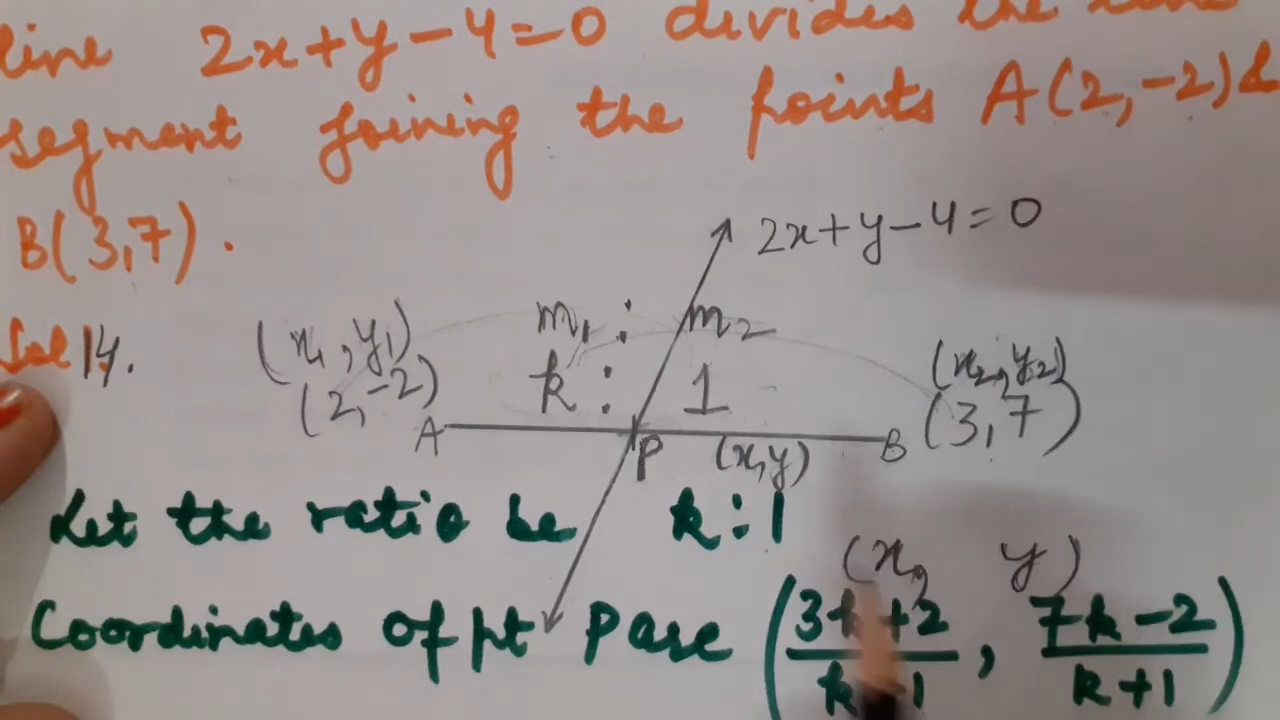 line 2x+y-4=0 divides the line
segment joining the points A(2,-2)&
B(3,7).
2x+y-4=0
Sol 14. (x₁,y₁) m₁ : m₂ (x₂,y₂)
(2,-2) k : 1 (3,7)
A P (x,y) B
Let the ratio be k:1
(x, y)
Coordinates of pt P are (3k+2/k+1, 7k-2/k+1)